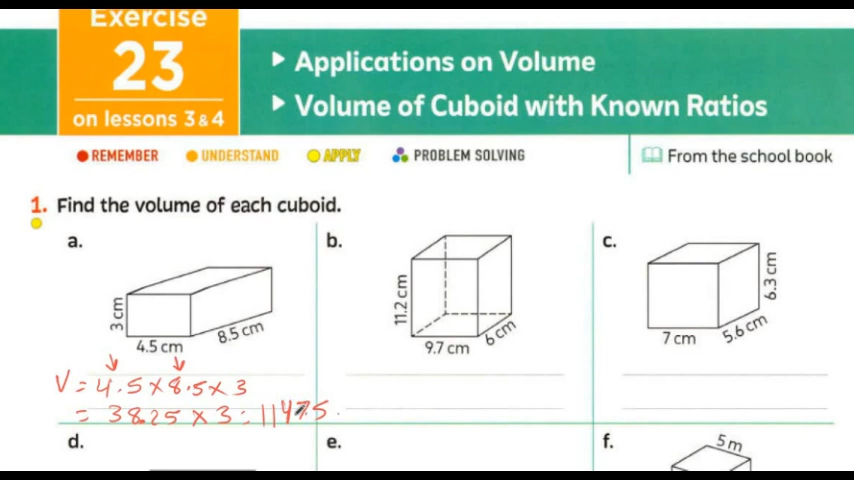 Exercise
23
on lessons 3 & 4
Applications on Volume
Volume of Cuboid with Known Ratios
REMEMBER UNDERSTAND APPLY PROBLEM SOLVING From the school book
1. Find the volume of each cuboid.
a. b. c.
3 cm
4.5 cm
8.5 cm
11.2 cm
9.7 cm
6 cm
7 cm
5.6 cm
6.3 cm
V = 4.5 × 8.5 × 3
= 38.25 × 3 = 114.75
d. e. f.
5 m